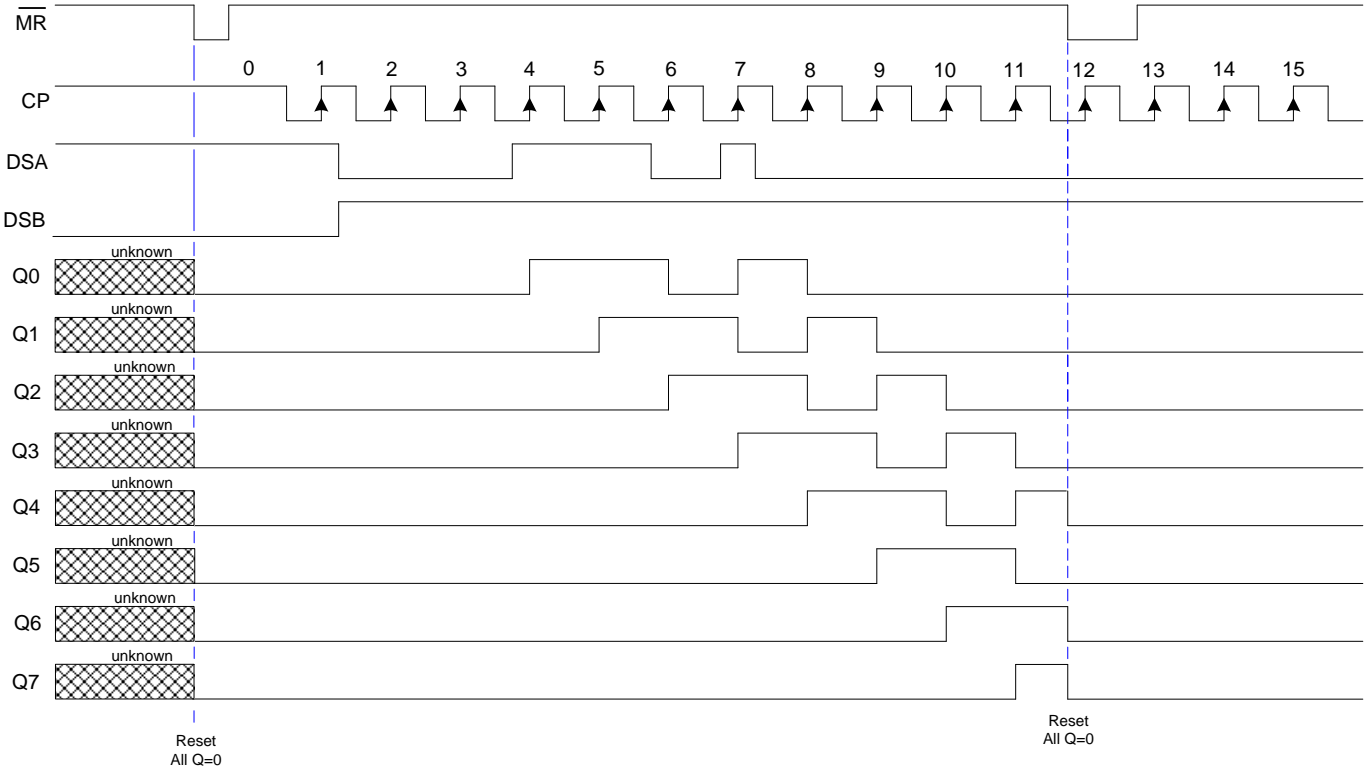 MR
0 1 2 3 4 5 6 7 8 9 10 11 12 13 14 15
CP
DSA
DSB
unknown
Q0
unknown
Q1
unknown
Q2
unknown
Q3
unknown
Q4
unknown
Q5
unknown
Q6
unknown
Q7
Reset
All Q=0
Reset
All Q=0